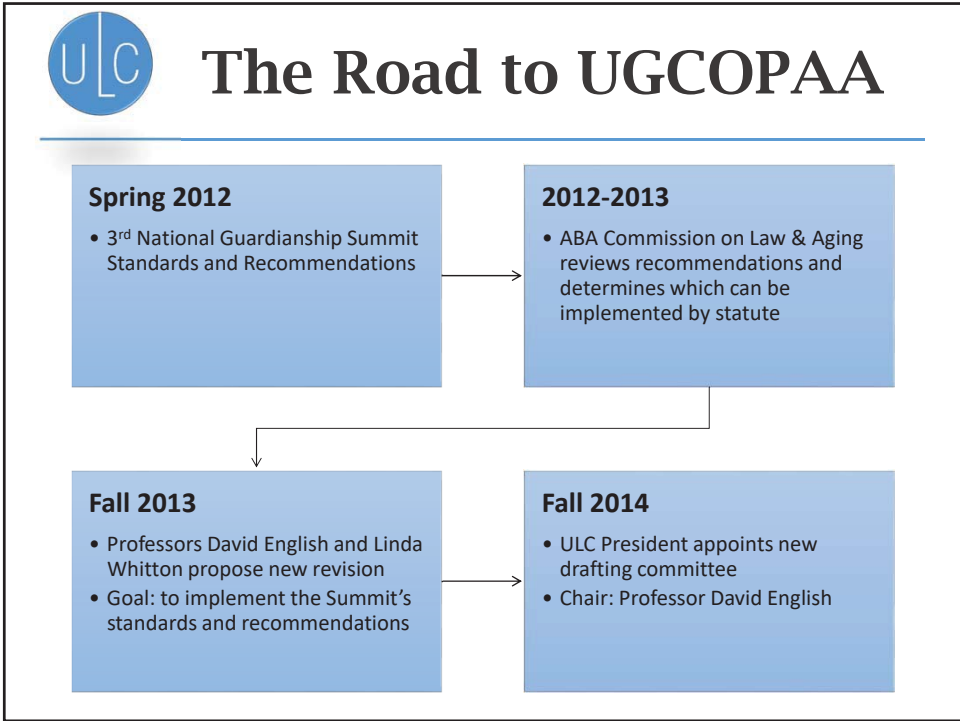 ULC
The Road to UGCOPAA
Spring 2012
• 3rd National Guardianship Summit
Standards and Recommendations
2012-2013
• ABA Commission on Law & Aging
reviews recommendations and
determines which can be
implemented by statute
Fall 2013
• Professors David English and Linda
Whitton propose new revision
• Goal: to implement the Summit's
standards and recommendations
Fall 2014
• ULC President appoints new
drafting committee
• Chair: Professor David English